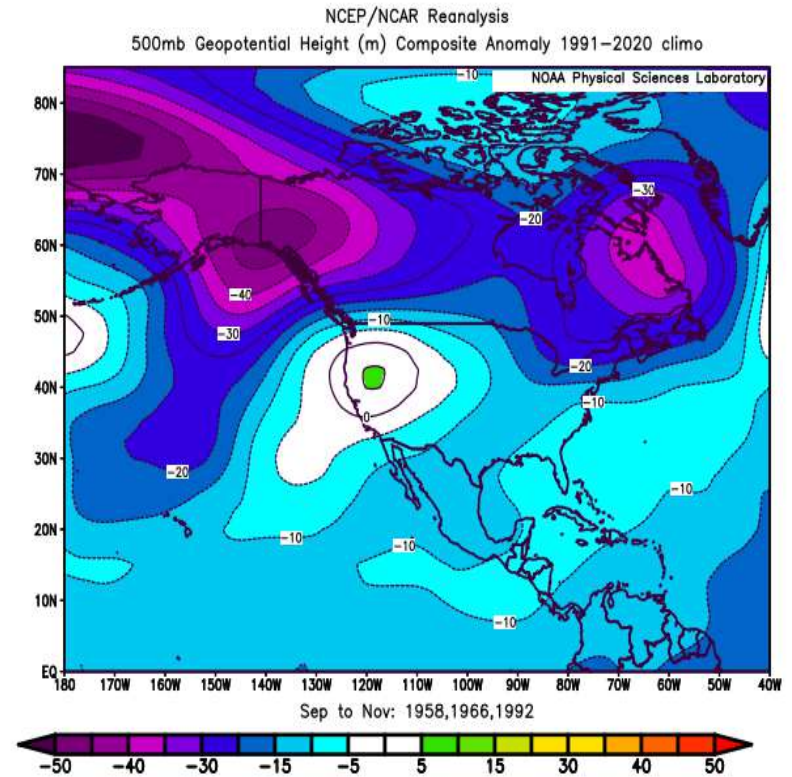 NCEP/NCAR Reanalysis
500mb Geopotential Height (m) Composite Anomaly 1991-2020 climo
NOAA Physical Sciences Laboratory
80N
70N
60N
50N
40N
30N
20N
10N
EQ
-10
-30
-20
-40
-30
-10
-20
-10
0
-20
-10
-10
-10
-10
180 170W 160W 150W 140W 130W 120W 110W 100W 90W 80W 70W 60W 50W 40W
Sep to Nov: 1958,1966,1992
-50 -40 -30 -15 -5 5 15 30 40 50